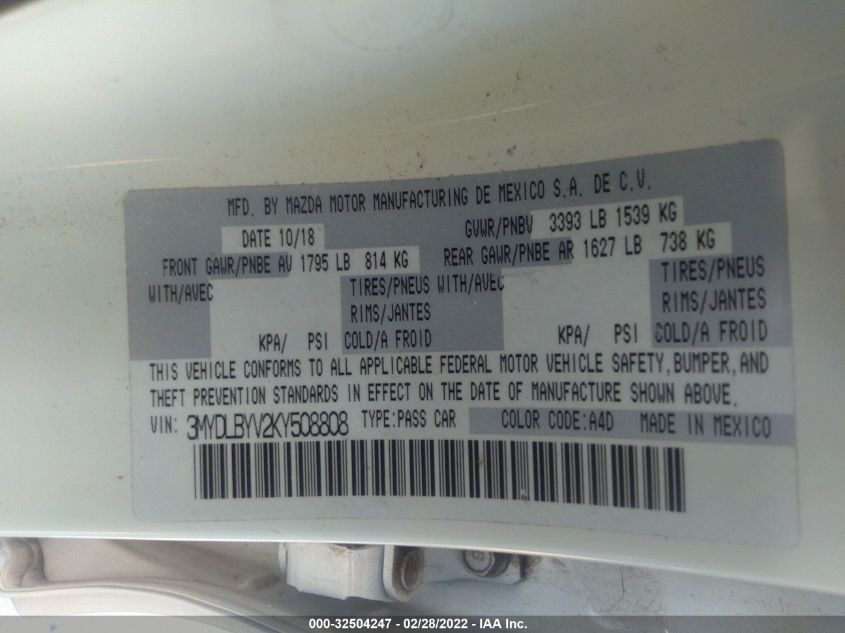 MFD. BY MAZDA MOTOR MANUFACTURING DE MEXICO S.A. DE C.V.
DATE 10/18 GVWR/PNBV 3393 LB 1539 KG
FRONT GAWR/PNBE AV 1795 LB 814 KG REAR GAWR/PNBE AR 1627 LB 738 KG
WITH/AVEC TIRES/PNEUS WITH/AVEC TIRES/PNEUS
RIMS/JANTES RIMS/JANTES
KPA/ PSI COLD/A FROID KPA/ PSI COLD/A FROID
THIS VEHICLE CONFORMS TO ALL APPLICABLE FEDERAL MOTOR VEHICLE SAFETY, BUMPER, AND
THEFT PREVENTION STANDARDS IN EFFECT ON THE DATE OF MANUFACTURE SHOWN ABOVE.
VIN: 3MYDLBYV2KY508808 TYPE: PASS CAR COLOR CODE: A4D MADE IN MEXICO
000-32504247 - 02/28/2022 - IAA Inc.